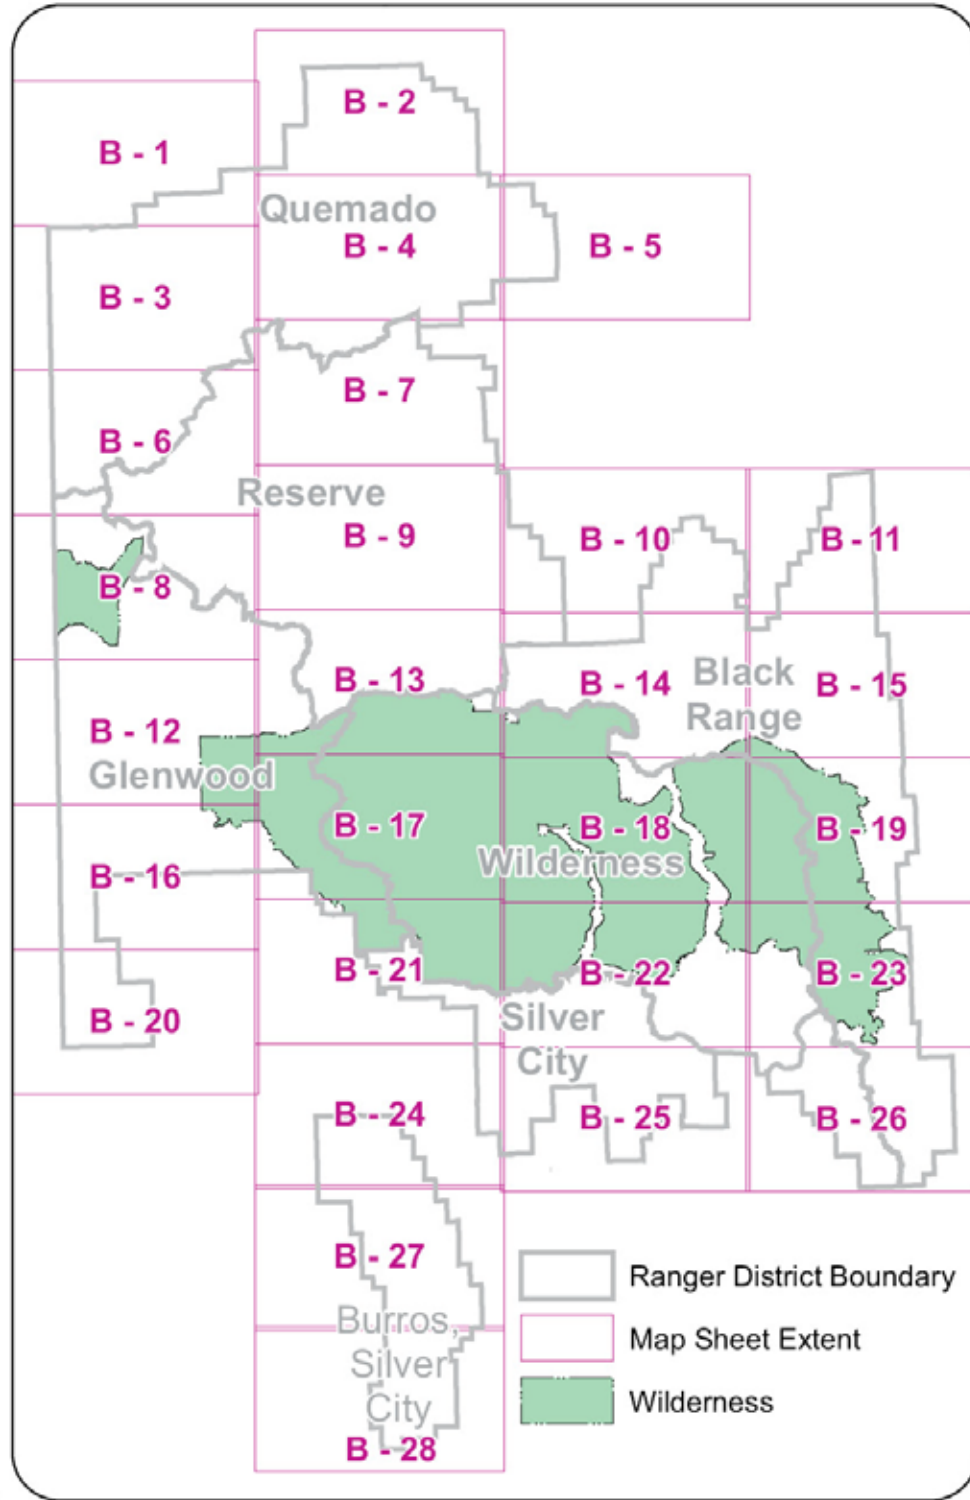 B - 2
B - 1
Quemado
B - 4
B - 5
B - 3
B - 7
B - 6
Reserve
B - 9
B - 10
B - 11
B - 8
B - 13
B - 14
Black
Range
B - 15
B - 12
Glenwood
B - 17
B - 18
B - 19
Wilderness
B - 16
B - 21
B - 22
B - 23
B - 20
Silver
City
B - 24
B - 25
B - 26
B - 27
Burros,
Silver
City
B - 28
Ranger District Boundary
Map Sheet Extent
Wilderness